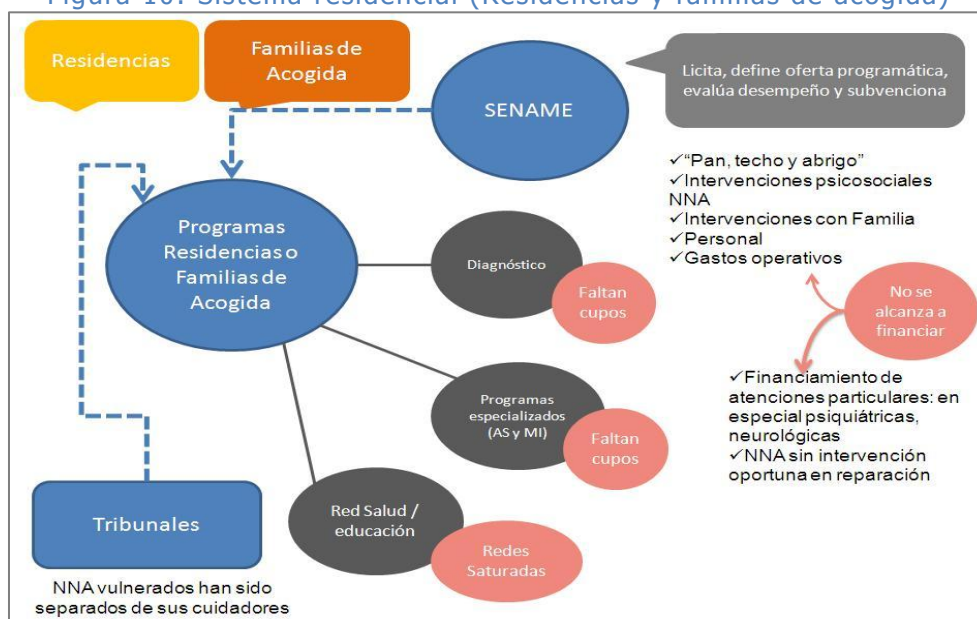 Figura 10. Sistema residencial (Residencias y familias de acogida)
Residencias
Familias de
Acogida
SENAME
Licita, define oferta programática,
evalúa desempeño y subvenciona
✓“Pan, techo y abrigo”
✓Intervenciones psicosociales
NNA
✓Intervenciones con Familia
✓Personal
✓Gastos operativos
Programas
Residencias o
Familias de
Acogida
Diagnóstico
Faltan
cupos
No se
alcanza a
financiar
✓Financiamiento de
atenciones particulares: en
especial psiquiátricas,
neurológicas
✓NNA sin intervención
oportuna en reparación
Programas
especializados
(AS y MI)
Faltan
cupos
Red Salud /
educación
Redes
Saturadas
Tribunales
NNA vulnerados han sido
separados de sus cuidadores